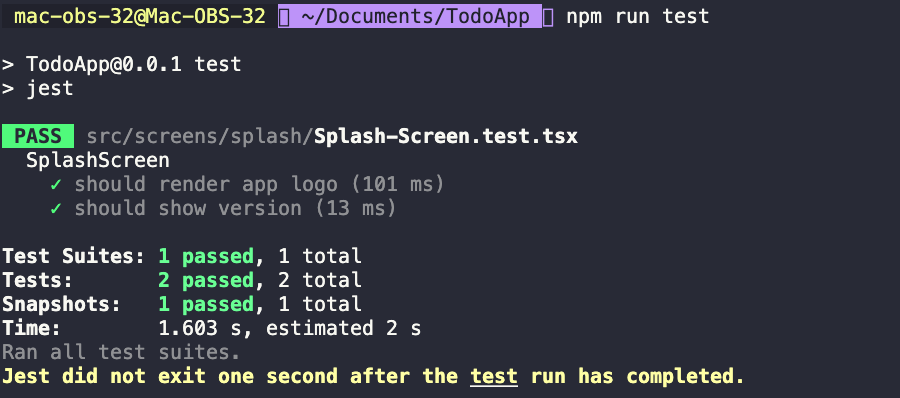 mac-obs-32@Mac-OBS-32 ~/Documents/TodoApp npm run test
> TodoApp@0.0.1 test
> jest
PASS src/screens/splash/Splash-Screen.test.tsx
SplashScreen
✓ should render app logo (101 ms)
✓ should show version (13 ms)
Test Suites: 1 passed, 1 total
Tests: 2 passed, 2 total
Snapshots: 1 passed, 1 total
Time: 1.603 s, estimated 2 s
Ran all test suites.
Jest did not exit one second after the test run has completed.